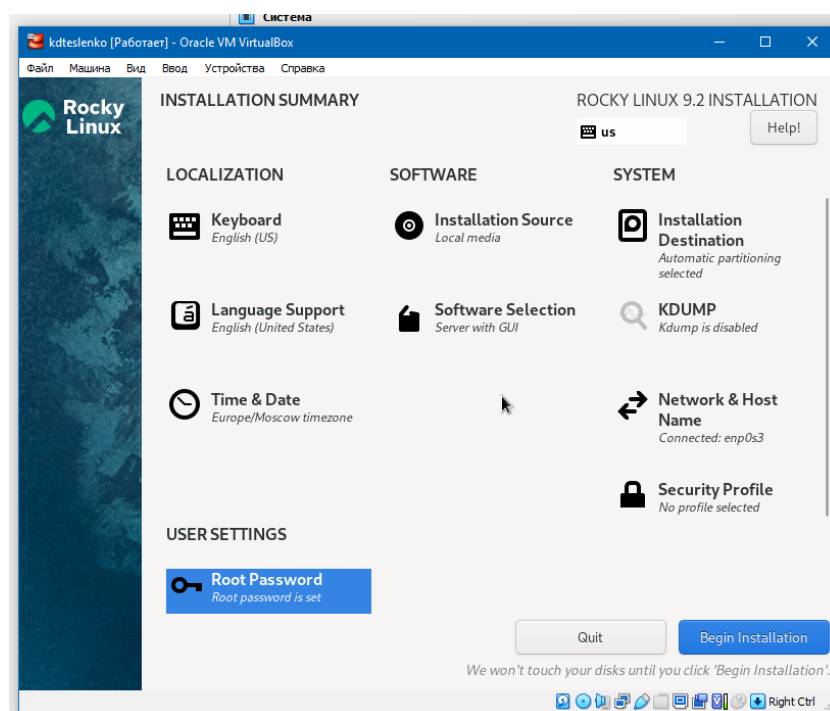 Система
kdteslenko [Работает] - Oracle VM VirtualBox
Файл Машина Вид Ввод Устройства Справка
Rocky
Linux
INSTALLATION SUMMARY
ROCKY LINUX 9.2 INSTALLATION
us
Help!
LOCALIZATION
SOFTWARE
SYSTEM
Keyboard
English (US)
Installation Source
Local media
Installation
Destination
Automatic partitioning
selected
Language Support
English (United States)
Software Selection
Server with GUI
KDUMP
Kdump is disabled
Time & Date
Europe/Moscow timezone
Network & Host
Name
Connected: enp0s3
Security Profile
No profile selected
USER SETTINGS
Root Password
Root password is set
Quit
Begin Installation
We won't touch your disks until you click 'Begin Installation'.
Right Ctrl